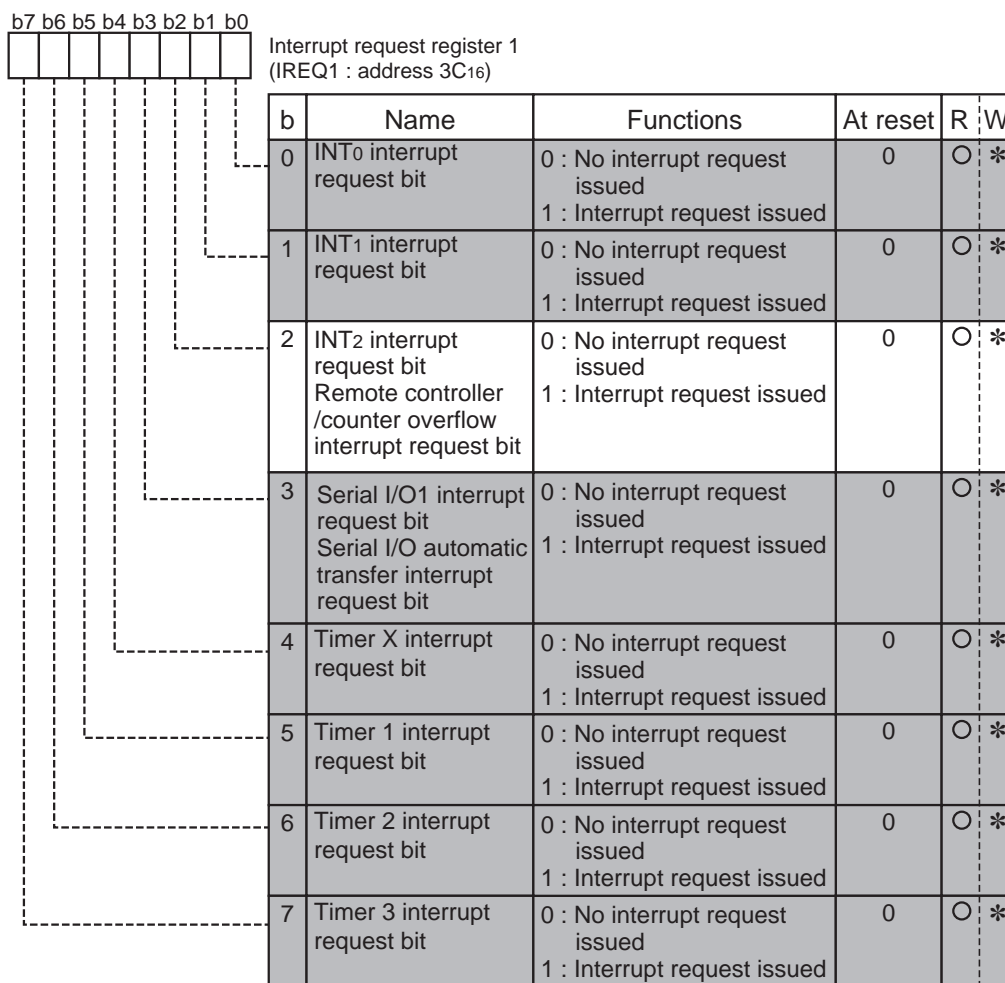 b7 b6 b5 b4 b3 b2 b1 b0
Interrupt request register 1
(IREQ1 : address 3C16)
b Name Functions At reset R W
0 INT0 interrupt request bit 0 : No interrupt request issued 1 : Interrupt request issued 0 ○ ✻
1 INT1 interrupt request bit 0 : No interrupt request issued 1 : Interrupt request issued 0 ○ ✻
2 INT2 interrupt request bit Remote controller /counter overflow interrupt request bit 0 : No interrupt request issued 1 : Interrupt request issued 0 ○ ✻
3 Serial I/O1 interrupt request bit Serial I/O automatic transfer interrupt request bit 0 : No interrupt request issued 1 : Interrupt request issued 0 ○ ✻
4 Timer X interrupt request bit 0 : No interrupt request issued 1 : Interrupt request issued 0 ○ ✻
5 Timer 1 interrupt request bit 0 : No interrupt request issued 1 : Interrupt request issued 0 ○ ✻
6 Timer 2 interrupt request bit 0 : No interrupt request issued 1 : Interrupt request issued 0 ○ ✻
7 Timer 3 interrupt request bit 0 : No interrupt request issued 1 : Interrupt request issued 0 ○ ✻